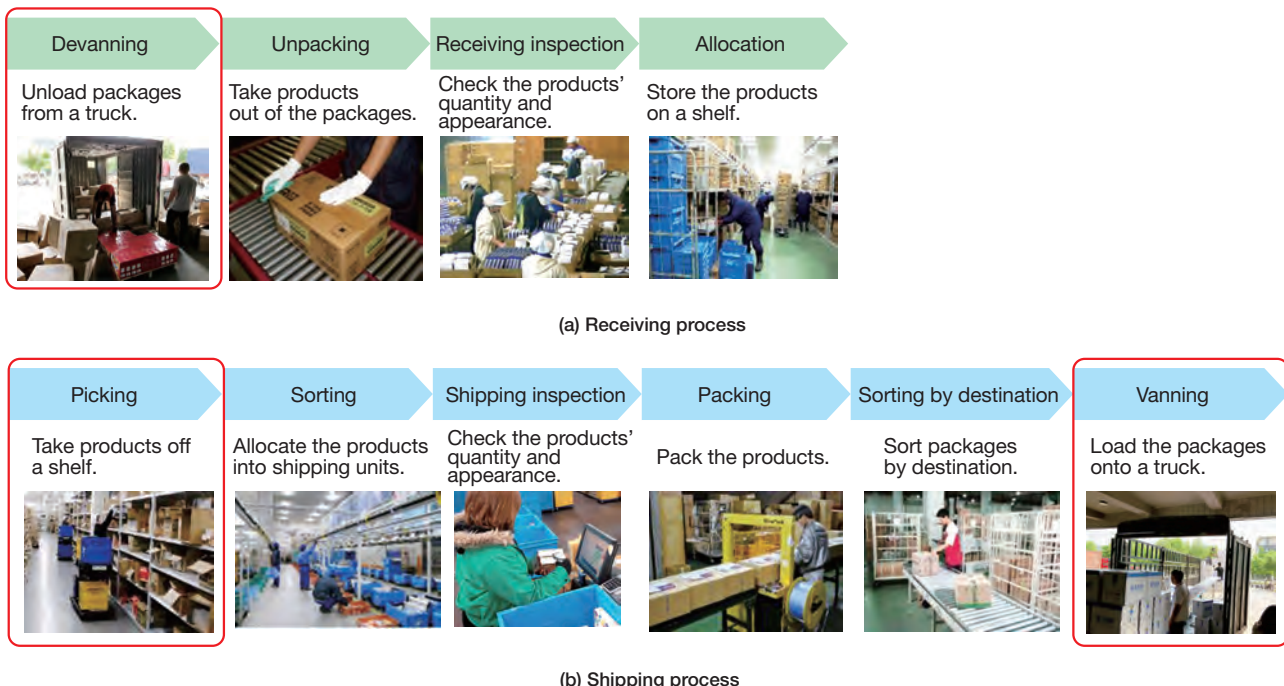 Devanning
Unpacking
Receiving inspection
Allocation
Unload packages
from a truck.
Take products
out of the packages.
Check the products’
quantity and
appearance.
Store the products
on a shelf.
(a) Receiving process
Picking
Sorting
Shipping inspection
Packing
Sorting by destination
Vanning
Take products off
a shelf.
Allocate the products
into shipping units.
Check the products’
quantity and
appearance.
Pack the products.
Sort packages
by destination.
Load the packages
onto a truck.
(b) Shipping process